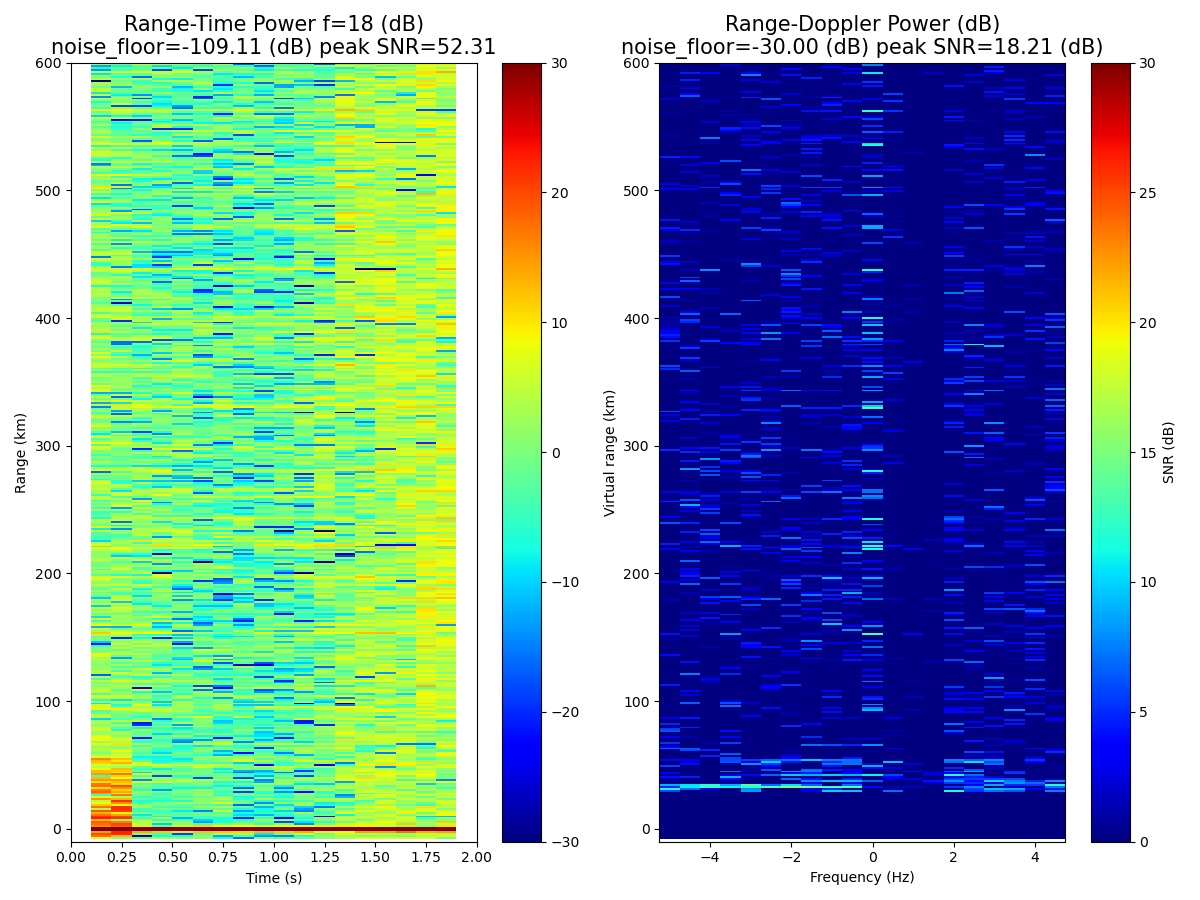 Range-Time Power f=18 (dB)
noise_floor=-109.11 (dB) peak SNR=52.31
600
500
400
300
200
100
0
Range (km)
0.00 0.25 0.50 0.75 1.00 1.25 1.50 1.75 2.00
Time (s)
30
20
10
0
−10
−20
−30
Range-Doppler Power (dB)
noise_floor=-30.00 (dB) peak SNR=18.21 (dB)
600
500
400
300
200
100
0
Virtual range (km)
−4 −2 0 2 4
Frequency (Hz)
30
25
20
15
10
5
0
SNR (dB)